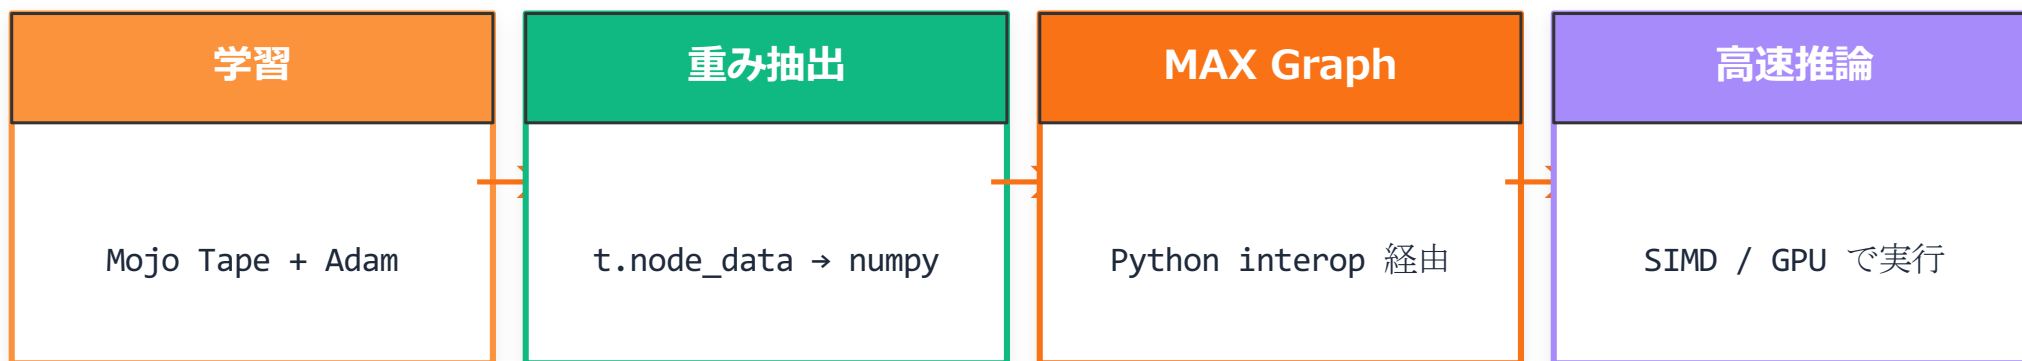 学習
Mojo Tape + Adam
重み抽出
t.node_data → numpy
MAX Graph
Python interop 経由
高速推論
SIMD / GPU で実行